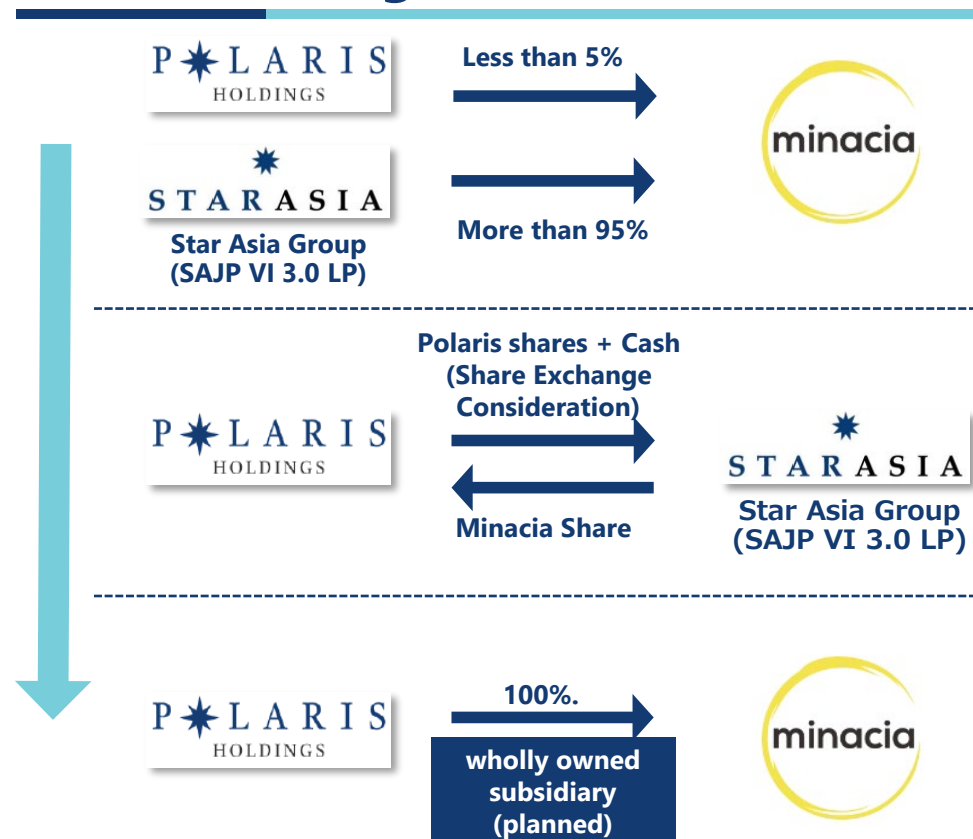 g
POLARIS
HOLDINGS
Less than 5%
minacia
STARASIA
More than 95%
Star Asia Group
(SAJP VI 3.0 LP)
Polaris shares + Cash
(Share Exchange
Consideration)
POLARIS
HOLDINGS
STARASIA
Minacia Share
Star Asia Group
(SAJP VI 3.0 LP)
POLARIS
HOLDINGS
100%.
minacia
wholly owned
subsidiary
(planned)